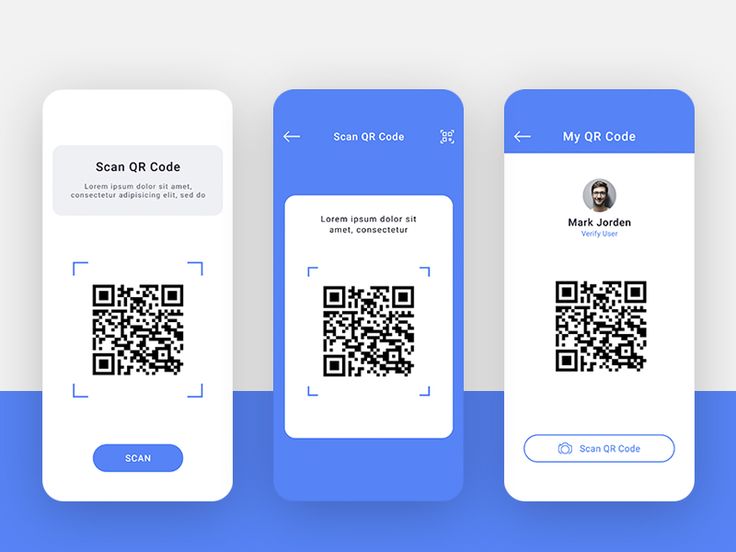 Scan QR Code
Lorem ipsum dolor sit amet,
consectetur adipisicing elit, sed do
SCAN
Scan QR Code
Lorem ipsum dolor sit
amet, consectetur
My QR Code
Mark Jorden
Verify User
Scan QR Code